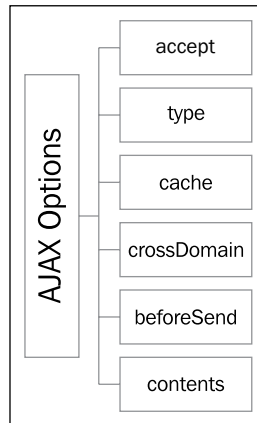 AJAX Options
accept
type
cache
crossDomain
beforeSend
contents